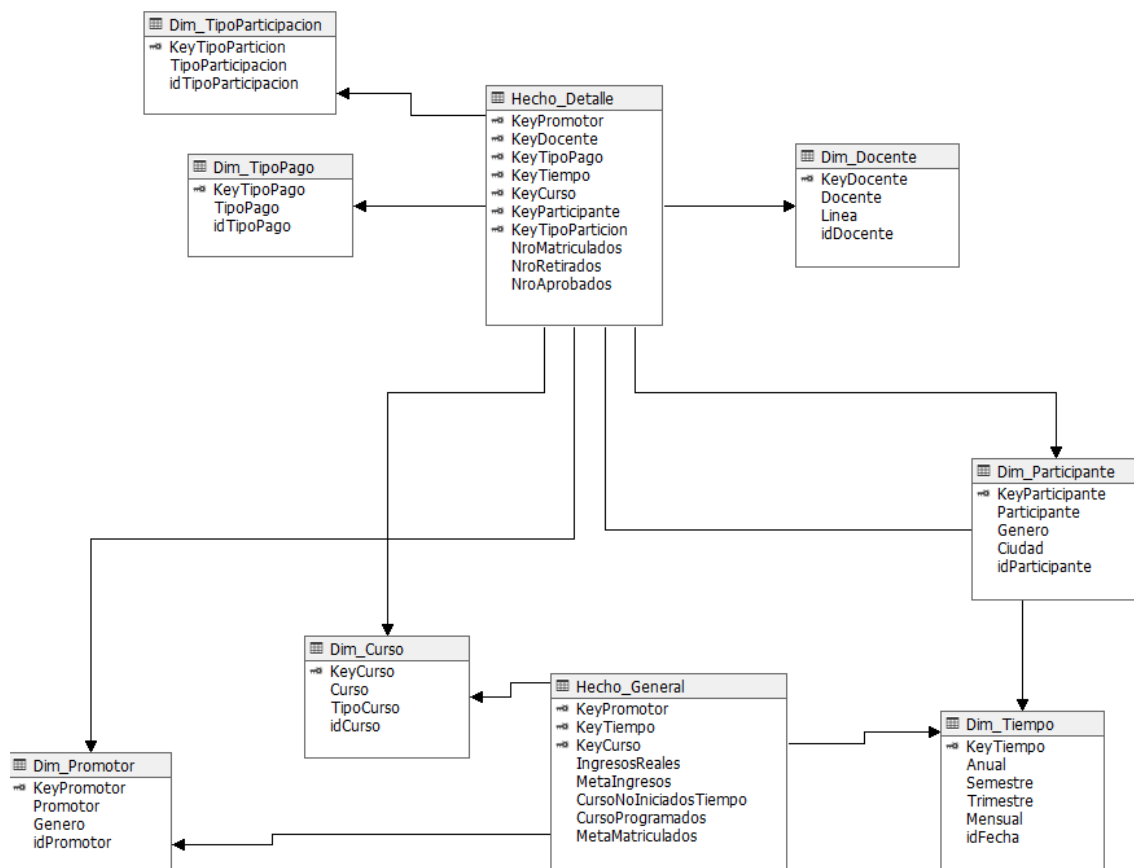 Dim_TipoParticipacion
KeyTipoParticion
TipoParticipacion
idTipoParticipacion
Hecho_Detalle
KeyPromotor
KeyDocente
KeyTipoPago
KeyTiempo
KeyCurso
KeyParticipante
KeyTipoParticion
NroMatriculados
NroRetirados
NroAprobados
Dim_TipoPago
KeyTipoPago
TipoPago
idTipoPago
Dim_Docente
KeyDocente
Docente
Linea
idDocente
Dim_Participante
KeyParticipante
Participante
Genero
Ciudad
idParticipante
Dim_Curso
KeyCurso
Curso
TipoCurso
idCurso
Hecho_General
KeyPromotor
KeyTiempo
KeyCurso
IngresosReales
MetaIngresos
CursoNoIniciadosTiempo
CursoProgramados
MetaMatriculados
Dim_Tiempo
KeyTiempo
Anual
Semestre
Trimestre
Mensual
idFecha
Dim_Promotor
KeyPromotor
Promotor
Genero
idPromotor